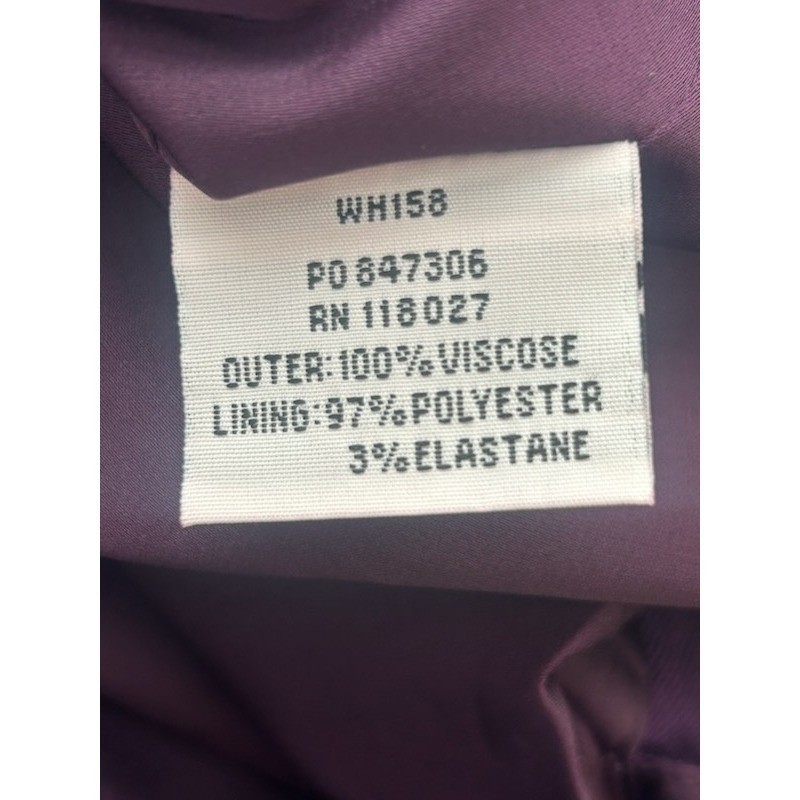 WH158
PO 847306
RN 118027
OUTER: 100% VISCOSE
LINING: 97% POLYESTER
3% ELASTANE